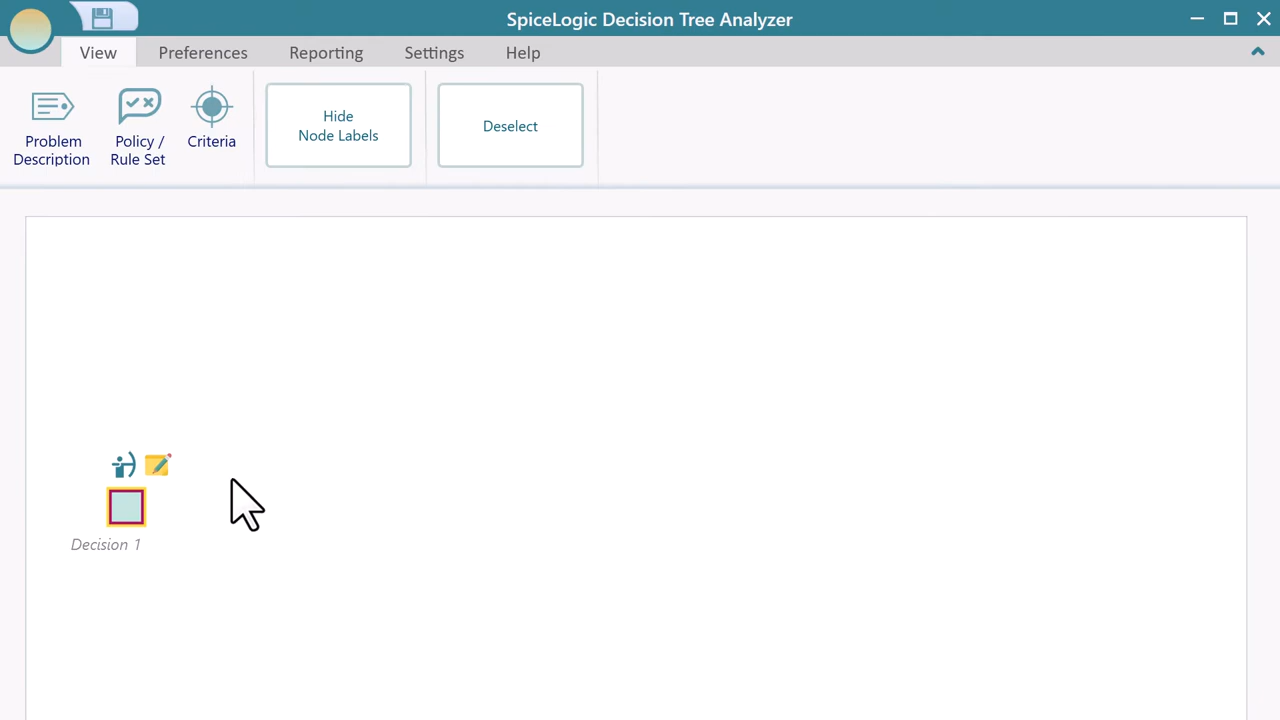 SpiceLogic Decision Tree Analyzer
View Preferences Reporting Settings Help
Problem
Description
Policy /
Rule Set
Criteria
Hide
Node Labels
Deselect
Decision 1